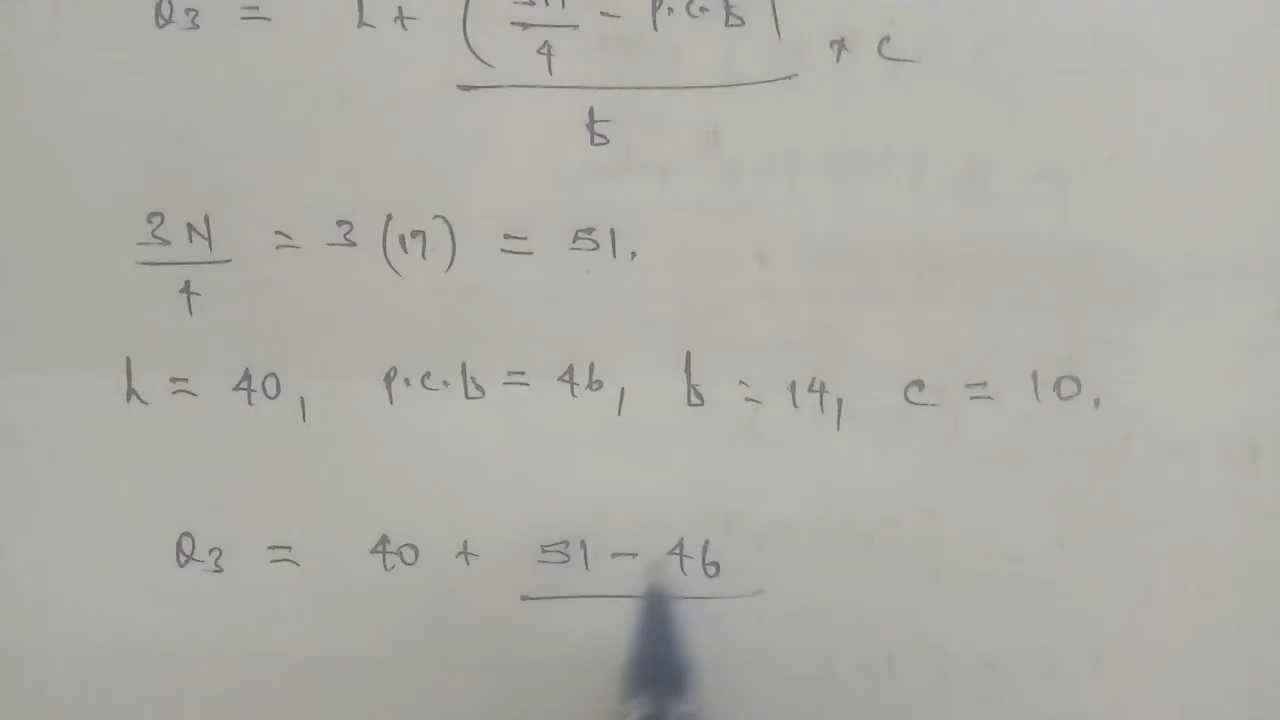 Q3 = L + (3N/4 - p.c.f) / f × c
3N/4 = 3 (17) = 51.
L = 40, p.c.f = 46, f = 14, c = 10.
Q3 = 40 + 51 - 46